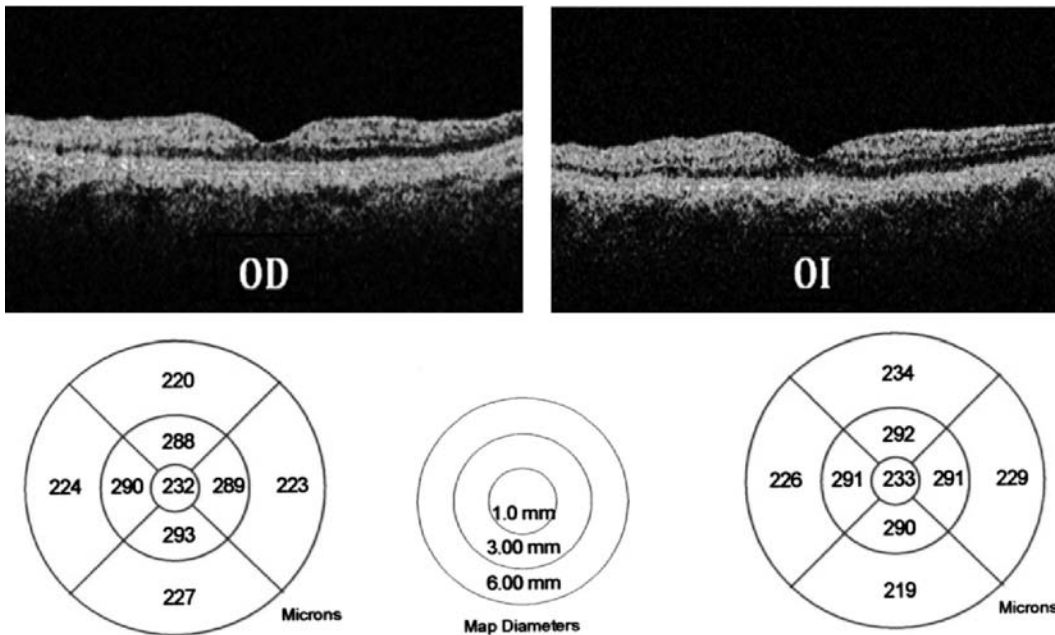 OD
OI
220
288
224 290 232 289 223
293
227
Microns
1.0 mm
3.00 mm
6.00 mm
Map Diameters
234
292
226 291 233 291 229
290
219
Microns